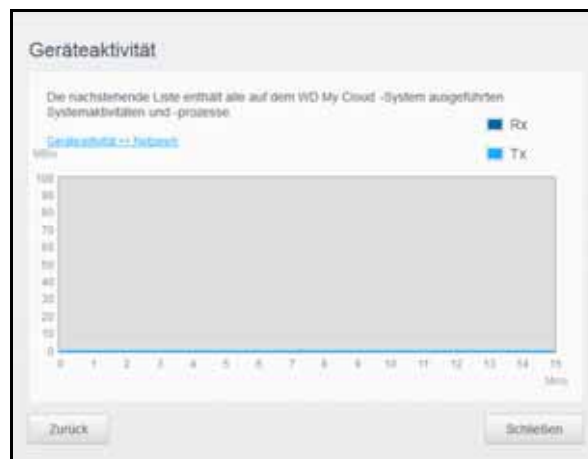 Geräteaktivität
Die nachstehende Liste enthält alle auf dem WD My Cloud -System ausgeführten
Systemaktivitäten und -prozesse.
Rx
Geräteaktivität >> Netzwerk
Tx
100
90
80
70
60
50
40
30
20
10
0
0 1 2 3 4 5 6 7 8 9 10 11 12 13 14 15
Mins
Zurück
Schließen